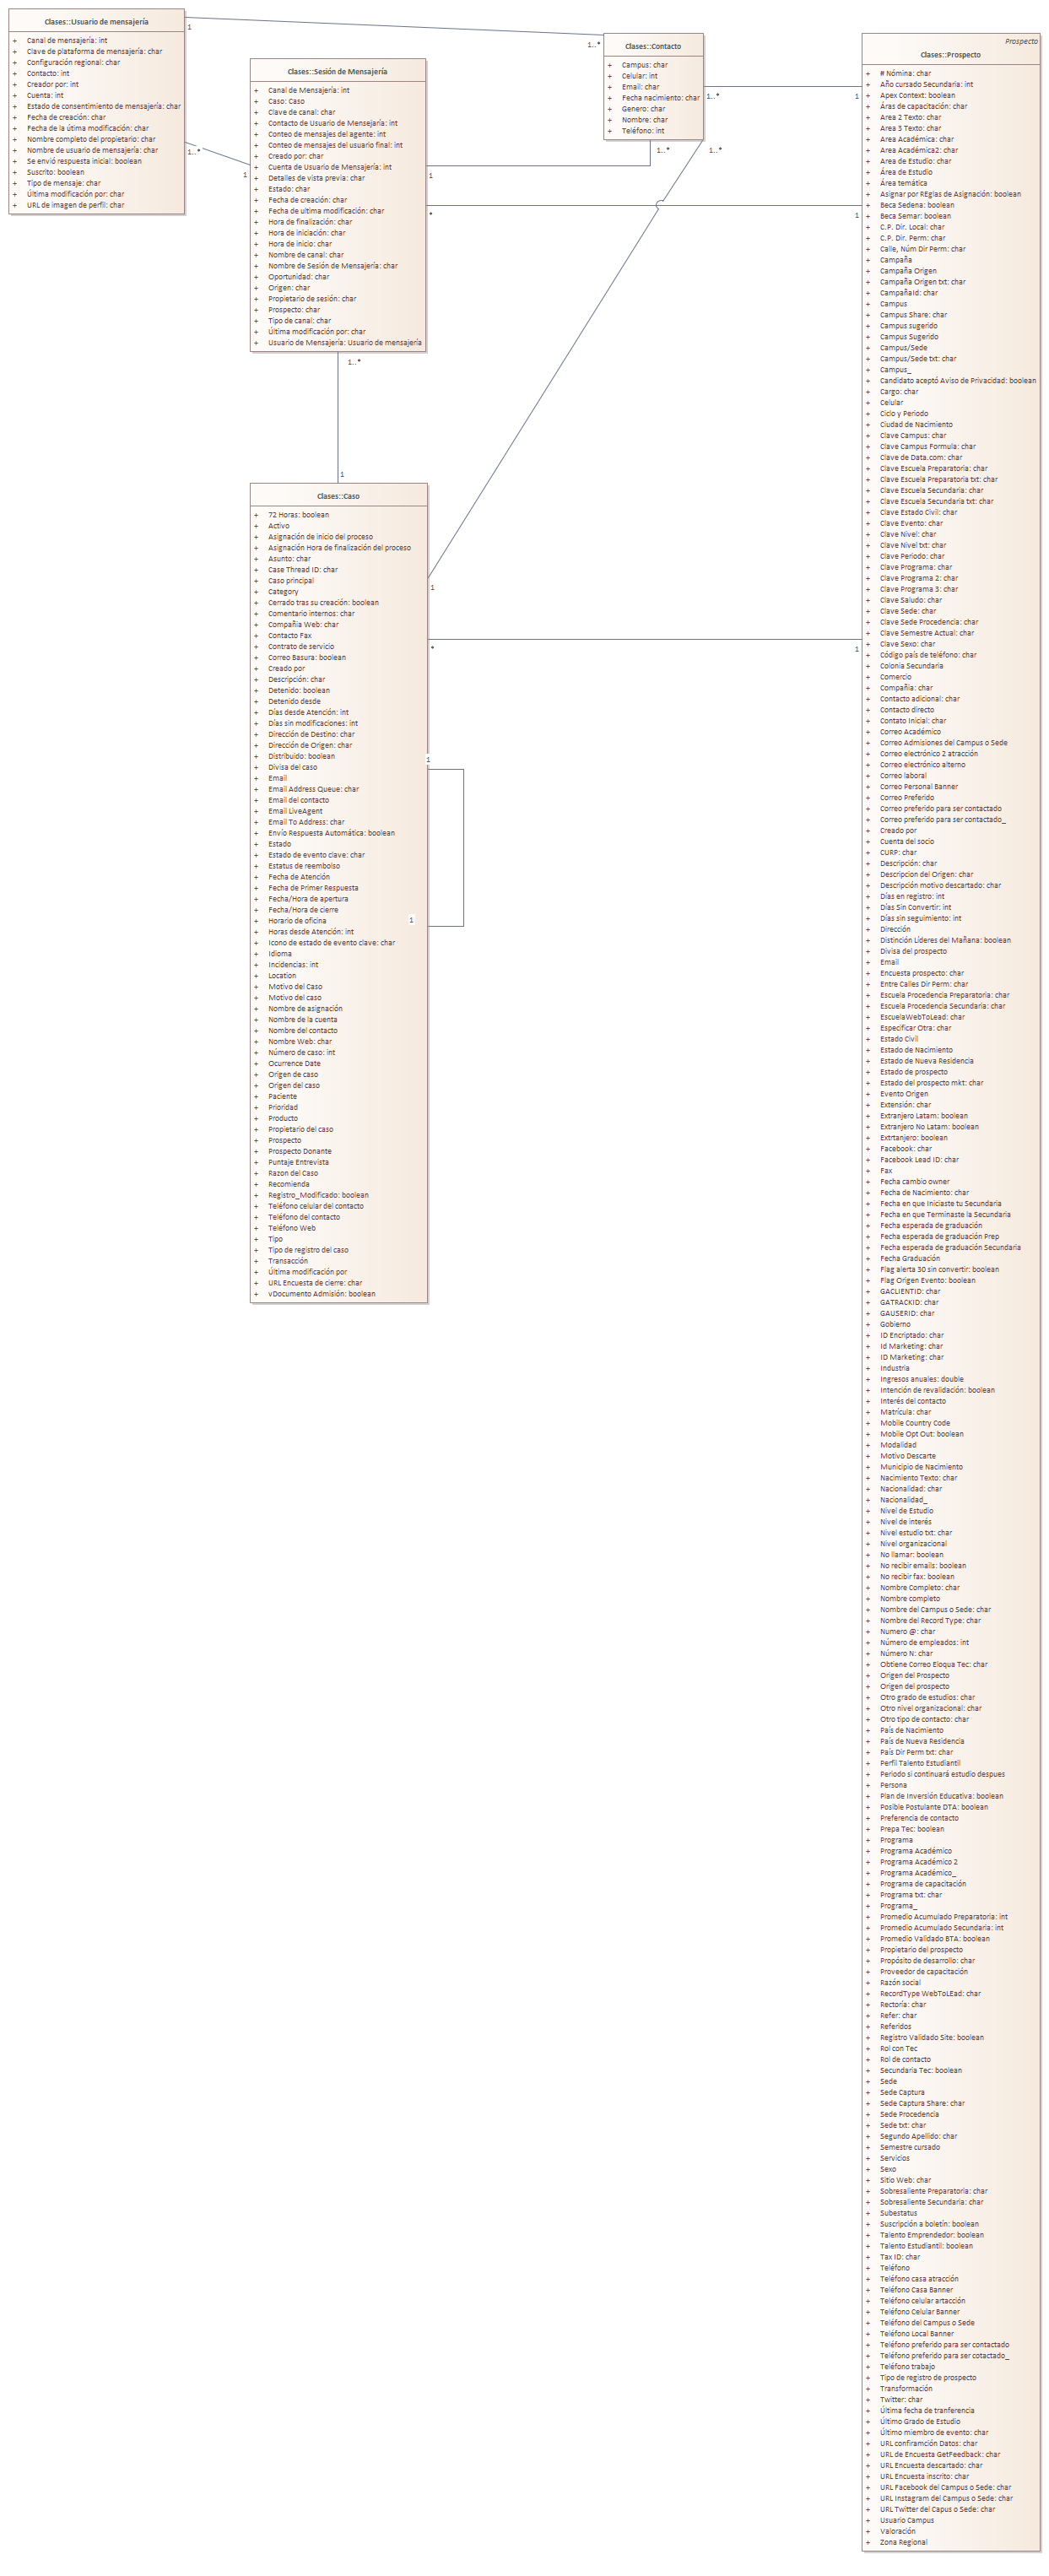 Clases::Usuario de mensajería
+ Canal de mensajería: int
+ Clave de plataforma de mensajería: char
+ Configuración regional: char
+ Contacto: int
+ Creador por: int
+ Cuenta: int
+ Estado de consentimiento de mensajería: char
+ Fecha de creación: char
+ Fecha de la útima modificación: char
+ Nombre completo del propietario: char
+ Nombre de usuario de mensajería: char
+ Se envió respuesta inicial: boolean
+ Suscrito: boolean
+ Tipo de mensaje: char
+ Última modificación por: char
+ URL de imagen de perfil: char
1
1..*
1..*
1
Clases::Sesión de Mensajería
+ Canal de Mensajería: int
+ Caso: Caso
+ Clave de canal: char
+ Contacto de Usuario de Mensejaría: int
+ Conteo de mensajes del agente: int
+ Conteo de mensajes del usuario final: int
+ Creado por: char
+ Cuenta de Usuario de Mensajería: int
+ Detalles de vista previa: char
+ Estado: char
+ Fecha de creación: char
+ Fecha de ultima modificación: char
+ Hora de finalización: char
+ Hora de iniciación: char
+ Hora de inicio: char
+ Nombre de canal: char
+ Nombre de Sesión de Mensajería: char
+ Oportunidad: char
+ Origen: char
+ Propietario de sesión: char
+ Prospecto: char
+ Tipo de canal: char
+ Última modificación por: char
+ Usuario de Mensajería: Usuario de mensajería
1
*
1..*
1
Clases::Contacto
+ Campus: char
+ Celular: int
+ Email: char
+ Fecha nacimiento: char
+ Genero: char
+ Nombre: char
+ Teléfono: int
1..*
1..*
1..*
1
1
Clases::Caso
+ 72 Horas: boolean
+ Activo
+ Asignación de inicio del proceso
+ Asignación Hora de finalización del proceso
+ Asunto: char
+ Case Thread ID: char
+ Caso principal
+ Category
+ Cerrado tras su creación: boolean
+ Comentario internos: char
+ Compañia Web: char
+ Contacto Fax
+ Contrato de servicio
+ Correo Basura: boolean
+ Creado por
+ Descripción: char
+ Detenido: boolean
+ Detenido desde
+ Días desde Atención: int
+ Días sin modificaciones: int
+ Dirección de Destino: char
+ Dirección de Origen: char
+ Distribuido: boolean
+ Divisa del caso
+ Email
+ Email Address Queue: char
+ Email del contacto
+ Email LiveAgent
+ Email To Address: char
+ Envío Respuesta Automática: boolean
+ Estado
+ Estado de evento clave: char
+ Estatus de reembolso
+ Fecha de Atención
+ Fecha de Primer Respuesta
+ Fecha/Hora de apertura
+ Fecha/Hora de cierre
+ Horario de oficina
+ Horas desde Atención: int
+ Icono de estado de evento clave: char
+ Idioma
+ Incidencias: int
+ Location
+ Motivo del Caso
+ Motivo del caso
+ Nombre de asignación
+ Nombre de la cuenta
+ Nombre del contacto
+ Nombre Web: char
+ Número de caso: int
+ Ocurrence Date
+ Origen de caso
+ Origen del caso
+ Paciente
+ Prioridad
+ Producto
+ Propietario del caso
+ Prospecto
+ Prospecto Donante
+ Puntaje Entrevista
+ Razon del Caso
+ Recomienda
+ Registro_Modificado: boolean
+ Teléfono celular del contacto
+ Teléfono del contacto
+ Teléfono Web
+ Tipo
+ Tipo de registro del caso
+ Transacción
+ Última modificación por
+ URL Encuesta de cierre: char
+ vDocumento Admisión: boolean
1
*
1
1
1
Prospecto
Clases::Prospecto
+ # Nómina: char
+ Año cursado Secundaria: int
+ Apex Context: boolean
+ Áras de capacitación: char
+ Area 2 Texto: char
+ Area 3 Texto: char
+ Area Académica: char
+ Area Académica2: char
+ Area de Estudio: char
+ Área de Estudio
+ Área temática
+ Asignar por REglas de Asignación: boolean
+ Beca Sedena: boolean
+ Beca Semar: boolean
+ C.P. Dir. Local: char
+ C.P. Dir. Perm: char
+ Calle, Núm Dir Perm: char
+ Campaña
+ Campaña Origen
+ Campaña Origen txt: char
+ CampañaId: char
+ Campus
+ Campus Share: char
+ Campus sugerido
+ Campus Sugerido
+ Campus/Sede
+ Campus/Sede txt: char
+ Campus_
+ Candidato aceptó Aviso de Privacidad: boolean
+ Cargo: char
+ Celular
+ Ciclo y Periodo
+ Ciudad de Nacimiento
+ Clave Campus: char
+ Clave Campus Formula: char
+ Clave de Data.com: char
+ Clave Escuela Preparatoria: char
+ Clave Escuela Preparatoria txt: char
+ Clave Escuela Secundaria: char
+ Clave Escuela Secundaria txt: char
+ Clave Estado Civil: char
+ Clave Evento: char
+ Clave Nivel: char
+ Clave Nivel txt: char
+ Clave Periodo: char
+ Clave Programa: char
+ Clave Programa 2: char
+ Clave Programa 3: char
+ Clave Saludo: char
+ Clave Sede: char
+ Clave Sede Procedencia: char
+ Clave Semestre Actual: char
+ Clave Sexo: char
+ Código país de teléfono: char
+ Colonia Secundaria
+ Comercio
+ Compañia: char
+ Contacto adicional: char
+ Contacto directo
+ Contato Inicial: char
+ Correo Académico
+ Correo Admisiones del Campus o Sede
+ Correo electrónico 2 atracción
+ Correo electrónico alterno
+ Correo laboral
+ Correo Personal Banner
+ Correo Preferido
+ Correo preferido para ser contactado
+ Correo preferido para ser contactado_
+ Creado por
+ Cuenta del socio
+ CURP: char
+ Descripción: char
+ Descripcion del Origen: char
+ Descripción motivo descartado: char
+ Días en registro: int
+ Días Sin Convertir: int
+ Días sin seguimiento: int
+ Dirección
+ Distinción Líderes del Mañana: boolean
+ Divisa del prospecto
+ Email
+ Encuesta prospecto: char
+ Entre Calles Dir Perm: char
+ Escuela Procedencia Preparatoria: char
+ Escuela Procedencia Secundaria: char
+ EscuelaWebToLead: char
+ Especificar Otra: char
+ Estado Civil
+ Estado de Nacimiento
+ Estado de Nueva Residencia
+ Estado de prospecto
+ Estado del prospecto mkt: char
+ Evento Origen
+ Extensión: char
+ Extranjero Latam: boolean
+ Extranjero No Latam: boolean
+ Extrtanjero: boolean
+ Facebook: char
+ Facebook Lead ID: char
+ Fax
+ Fecha cambio owner
+ Fecha de Nacimiento: char
+ Fecha en que Iniciaste tu Secundaria
+ Fecha en que Terminaste la Secundaria
+ Fecha esperada de graduación
+ Fecha esperada de graduación Prep
+ Fecha esperada de graduación Secundaria
+ Fecha Graduación
+ Flag alerta 30 sin convertir: boolean
+ Flag Origen Evento: boolean
+ GACLIENTID: char
+ GATRACKID: char
+ GAUSERID: char
+ Gobierno
+ ID Encriptado: char
+ Id Marketing: char
+ ID Marketing: char
+ Industria
+ Ingresos anuales: double
+ Intención de revalidación: boolean
+ Interés del contacto
+ Matrícula: char
+ Mobile Country Code
+ Mobile Opt Out: boolean
+ Modalidad
+ Motivo Descarte
+ Municipio de Nacimiento
+ Nacimiento Texto: char
+ Nacionalidad: char
+ Nacionalidad_
+ Nivel de Estudio
+ Nivel de interés
+ Nivel estudio txt: char
+ Nivel organizacional
+ No llamar: boolean
+ No recibir emails: boolean
+ No recibir fax: boolean
+ Nombre Completo: char
+ Nombre completo
+ Nombre del Campus o Sede: char
+ Nombre del Record Type: char
+ Numero @: char
+ Número de empleados: int
+ Número N: char
+ Obtiene Correo Eloqua Tec: char
+ Origen del Prospecto
+ Origen del prospecto
+ Otro grado de estudios: char
+ Otro nivel organizacional: char
+ Otro tipo de contacto: char
+ País de Nacimiento
+ País de Nueva Residencia
+ País Dir Perm txt: char
+ Perfil Talento Estudiantil
+ Periodo si continuará estudio despues
+ Persona
+ Plan de Inversión Educativa: boolean
+ Posible Postulante DTA: boolean
+ Preferencia de contacto
+ Prepa Tec: boolean
+ Programa
+ Programa Académico
+ Programa Académico 2
+ Programa Académico_
+ Programa de capacitación
+ Programa txt: char
+ Programa_
+ Promedio Acumulado Preparatoria: int
+ Promedio Acumulado Secundaria: int
+ Promedio Validado BTA: boolean
+ Propietario del prospecto
+ Propósito de desarrollo: char
+ Proveedor de capacitación
+ Razón social
+ RecordType WebToLEad: char
+ Rectoría: char
+ Refer: char
+ Referidos
+ Registro Validado Site: boolean
+ Rol con Tec
+ Rol de contacto
+ Secundaria Tec: boolean
+ Sede
+ Sede Captura
+ Sede Captura Share: char
+ Sede Procedencia
+ Sede txt: char
+ Segundo Apellido: char
+ Semestre cursado
+ Servicios
+ Sexo
+ Sitio Web: char
+ Sobresaliente Preparatoria: char
+ Sobresaliente Secundaria: char
+ Subestatus
+ Suscripción a boletín: boolean
+ Talento Emprendedor: boolean
+ Talento Estudiantil: boolean
+ Tax ID: char
+ Teléfono
+ Teléfono casa atracción
+ Teléfono Casa Banner
+ Teléfono celular artacción
+ Teléfono Celular Banner
+ Teléfono del Campus o Sede
+ Teléfono Local Banner
+ Teléfono preferido para ser contactado
+ Teléfono preferido para ser cotactado_
+ Teléfono trabajo
+ Tipo de registro de prospecto
+ Transformación
+ Twitter: char
+ Última fecha de tranferencia
+ Último Grado de Estudio
+ Último miembro de evento: char
+ URL confiramción Datos: char
+ URL de Encuesta GetFeedback: char
+ URL Encuesta descartado: char
+ URL Encuesta inscrito: char
+ URL Facebook del Campus o Sede: char
+ URL Instagram del Campus o Sede: char
+ URL Twitter del Capus o Sede: char
+ Usuario Campus
+ Valoración
+ Zona Regional